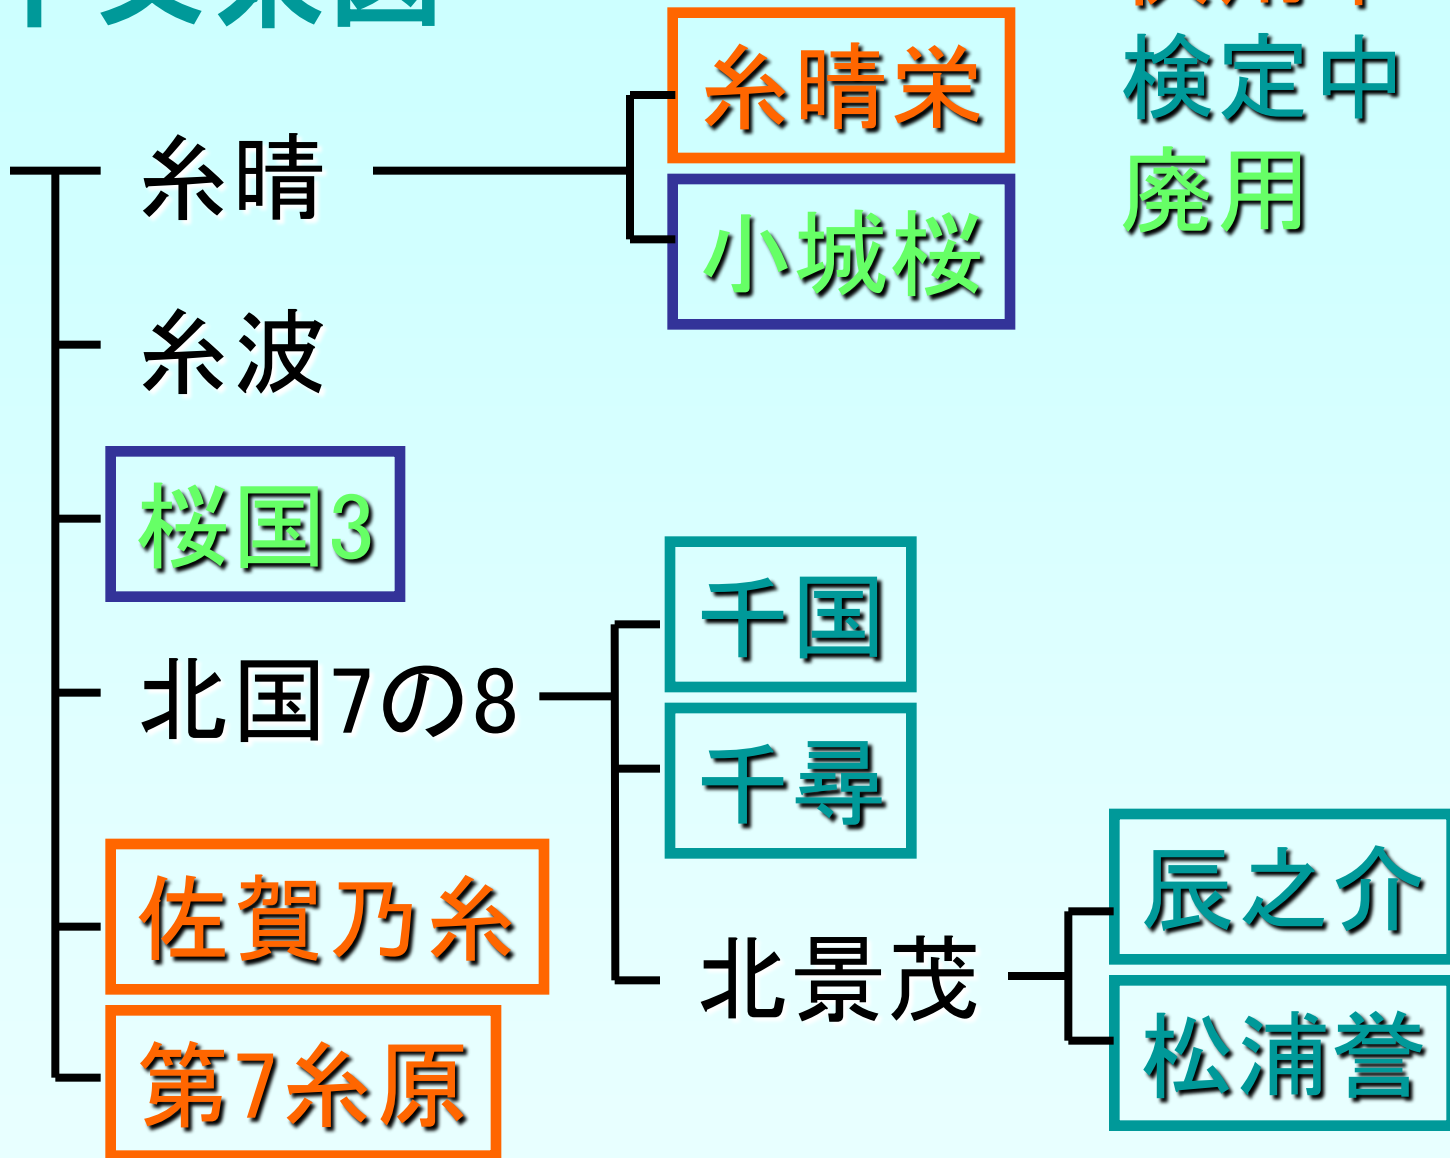 糸晴
糸晴栄
小城桜
検定中
廃用
糸波
桜国3
北国7の8
千国
千尋
北景茂
辰之介
松浦誉
佐賀乃糸
第7糸原